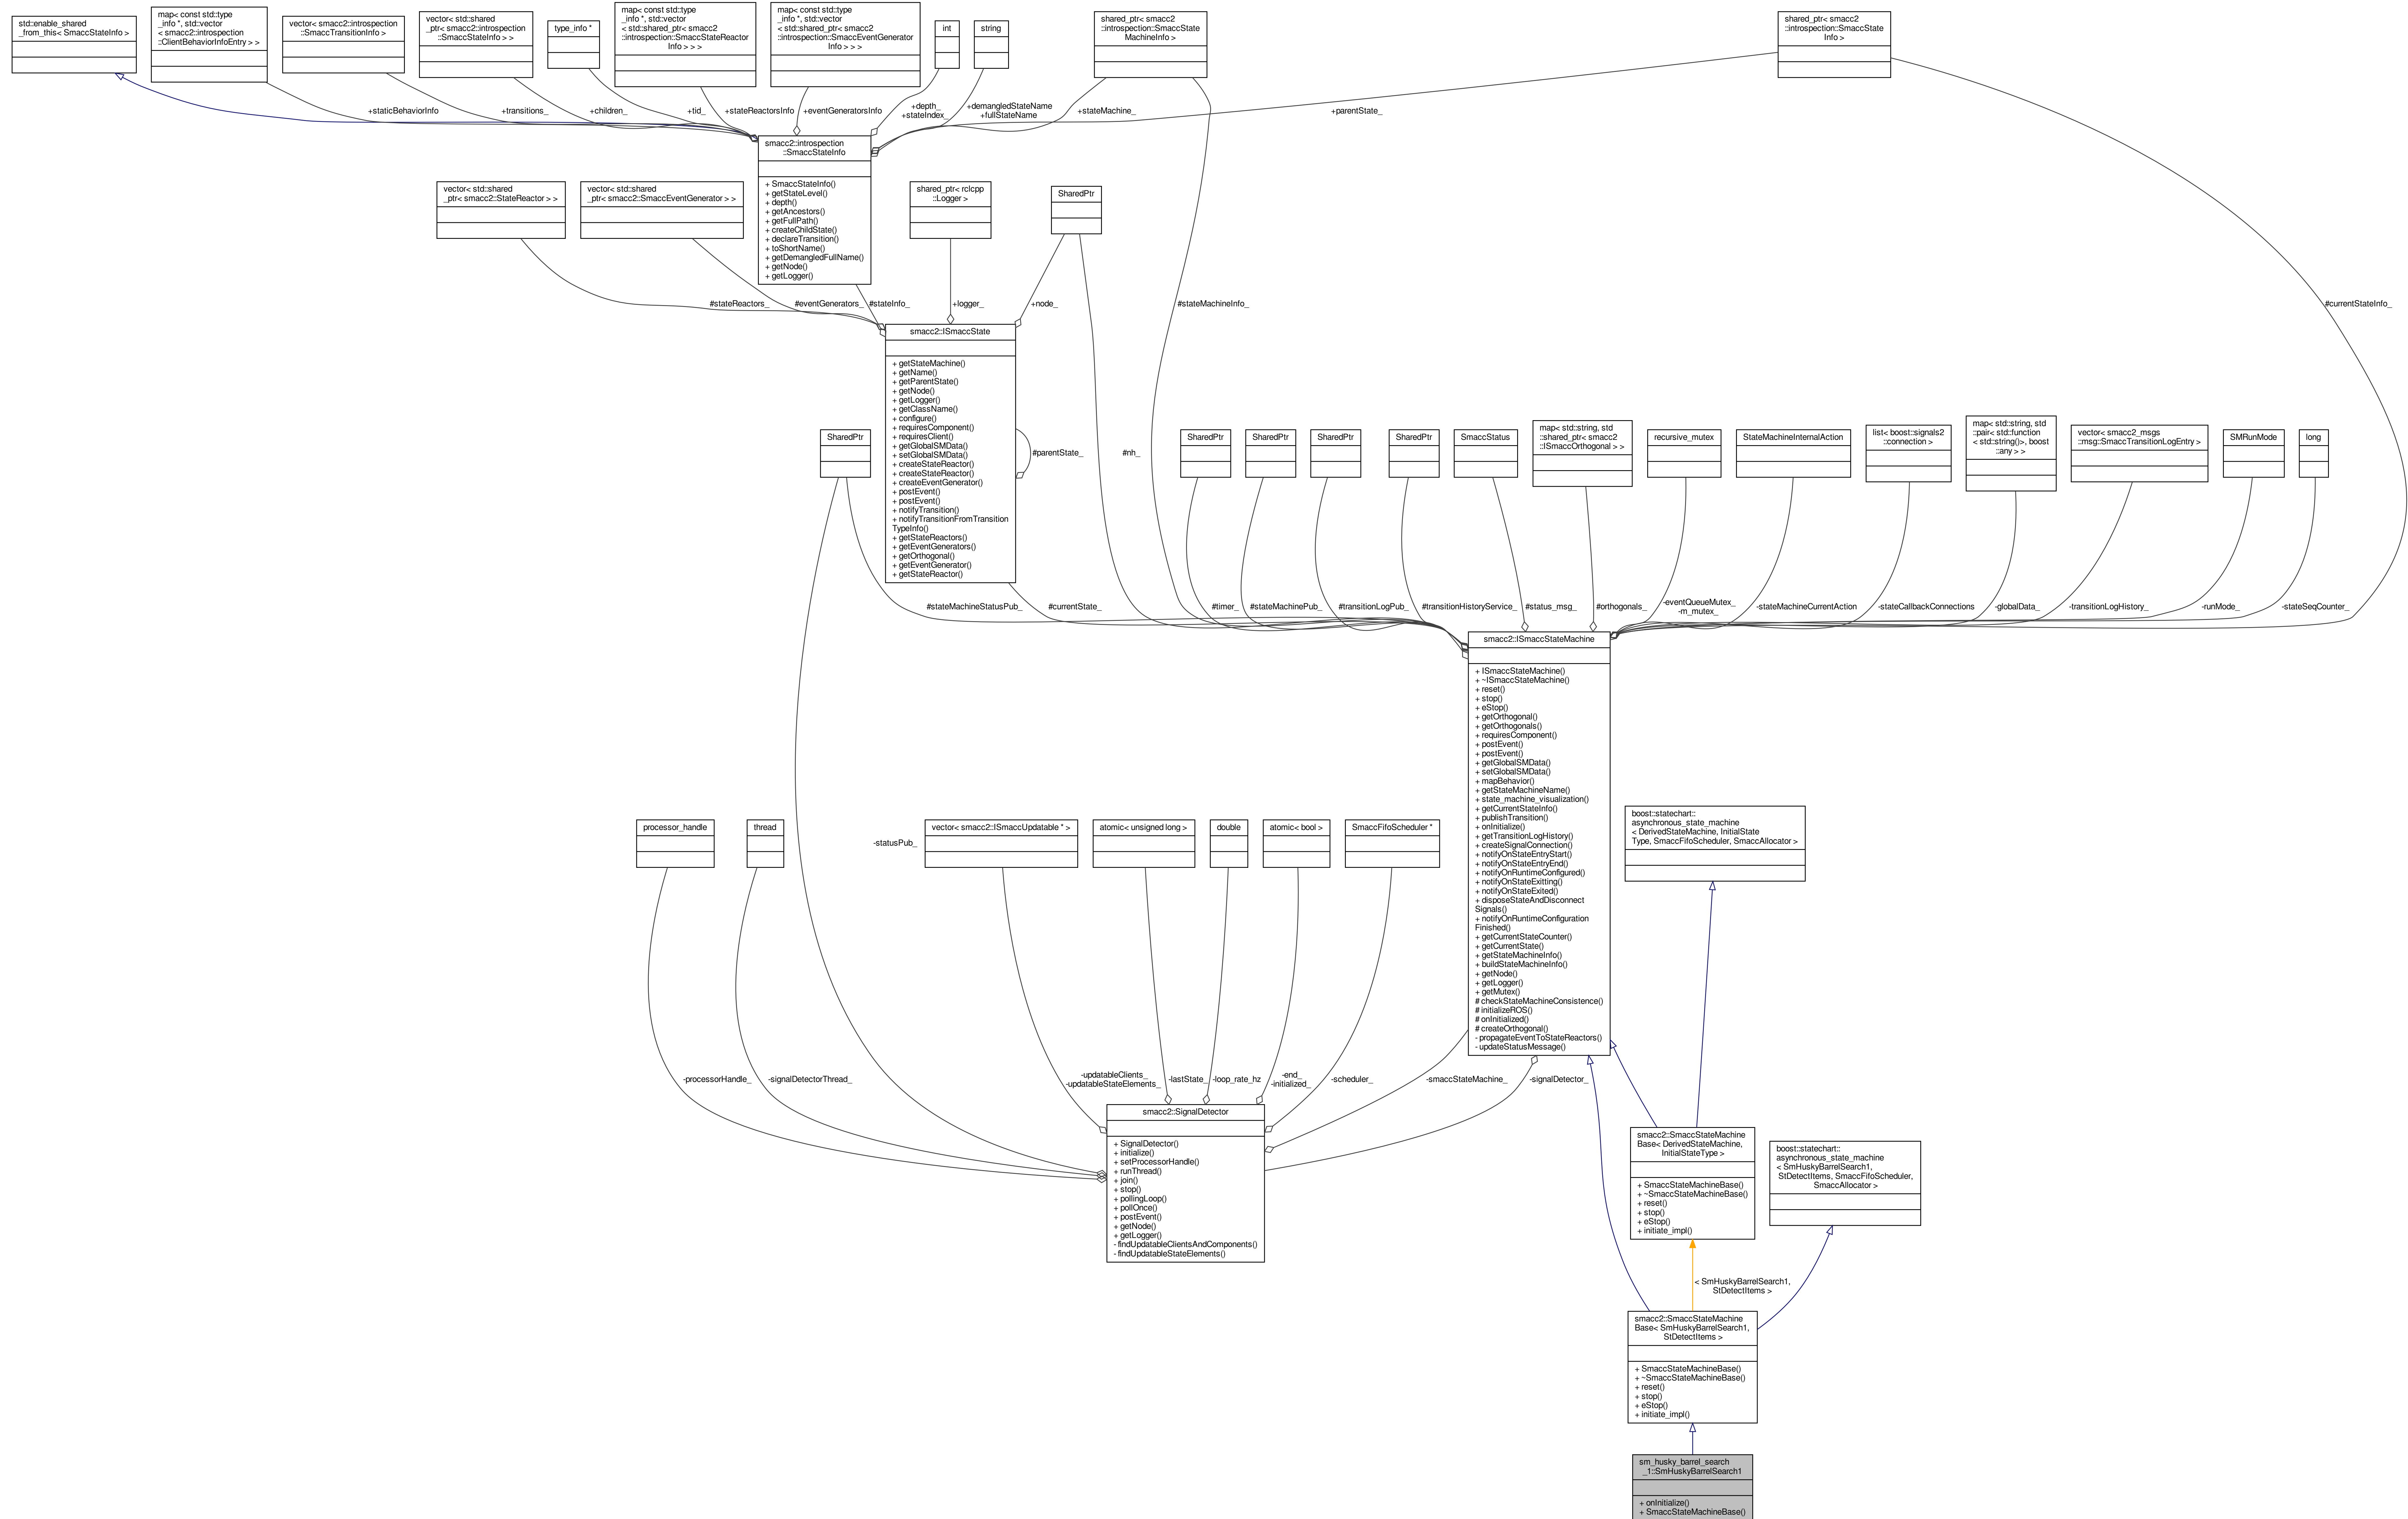 std::enable_shared
_from_this< SmaccStateInfo >
map< const std::type
_info *, std::vector
< smacc2::introspection
::ClientBehaviorInfoEntry > >
vector< smacc2::introspection
::SmaccTransitionInfo >
vector< std::shared
_ptr< smacc2::introspection
::SmaccStateInfo > >
type_info *
map< const std::type
_info *, std::vector
< std::shared_ptr< smacc2
::introspection::SmaccStateReactor
Info > > >
map< const std::type
_info *, std::vector
< std::shared_ptr< smacc2
::introspection::SmaccEventGenerator
Info > > >
int
string
shared_ptr< smacc2
::introspection::SmaccState
MachineInfo >
shared_ptr< smacc2
::introspection::SmaccState
Info >
+staticBehaviorInfo
+transitions_
+children_
+tid_
+stateReactorsInfo
+eventGeneratorsInfo
+depth_
+stateIndex_
+demangledStateName
+fullStateName
+stateMachine_
+parentState_
smacc2::introspection
::SmaccStateInfo
+ SmaccStateInfo()
+ getStateLevel()
+ depth()
+ getAncestors()
+ getFullPath()
+ createChildState()
+ declareTransition()
+ toShortName()
+ getDemangledFullName()
+ getNode()
+ getLogger()
vector< std::shared
_ptr< smacc2::StateReactor > >
vector< std::shared
_ptr< smacc2::SmaccEventGenerator > >
shared_ptr< rclcpp
::Logger >
SharedPtr
#stateReactors_
#eventGenerators_
#stateInfo_
+logger_
+node_
#stateMachineInfo_
#currentStateInfo_
smacc2::ISmaccState
+ getStateMachine()
+ getName()
+ getParentState()
+ getNode()
+ getLogger()
+ getClassName()
+ configure()
+ requiresComponent()
+ requiresClient()
+ getGlobalSMData()
+ setGlobalSMData()
+ createStateReactor()
+ createStateReactor()
+ createEventGenerator()
+ postEvent()
+ postEvent()
+ notifyTransition()
+ notifyTransitionFromTransition
TypeInfo()
+ getStateReactors()
+ getEventGenerators()
+ getOrthogonal()
+ getEventGenerator()
+ getStateReactor()
#parentState_
#nh_
SharedPtr
SharedPtr
SharedPtr
SharedPtr
SharedPtr
SmaccStatus
map< std::string, std
::shared_ptr< smacc2
::ISmaccOrthogonal > >
recursive_mutex
StateMachineInternalAction
list< boost::signals2
::connection >
map< std::string, std
::pair< std::function
< std::string()>, boost
::any > >
vector< smacc2_msgs
::msg::SmaccTransitionLogEntry >
SMRunMode
long
#stateMachineStatusPub_
#currentState_
#timer_
#stateMachinePub_
#transitionLogPub_
#transitionHistoryService_
#status_msg_
#orthogonals_
-eventQueueMutex_
-m_mutex_
-stateMachineCurrentAction
-stateCallbackConnections
-globalData_
-transitionLogHistory_
-runMode_
-stateSeqCounter_
smacc2::ISmaccStateMachine
+ ISmaccStateMachine()
+ ~ISmaccStateMachine()
+ reset()
+ stop()
+ eStop()
+ getOrthogonal()
+ getOrthogonals()
+ requiresComponent()
+ postEvent()
+ postEvent()
+ getGlobalSMData()
+ setGlobalSMData()
+ mapBehavior()
+ getStateMachineName()
+ state_machine_visualization()
+ getCurrentStateInfo()
+ publishTransition()
+ onInitialize()
+ getTransitionLogHistory()
+ createSignalConnection()
+ notifyOnStateEntryStart()
+ notifyOnStateEntryEnd()
+ notifyOnRuntimeConfigured()
+ notifyOnStateExitting()
+ notifyOnStateExited()
+ disposeStateAndDisconnect
Signals()
+ notifyOnRuntimeConfiguration
Finished()
+ getCurrentStateCounter()
+ getCurrentState()
+ getStateMachineInfo()
+ buildStateMachineInfo()
+ getNode()
+ getLogger()
+ getMutex()
# checkStateMachineConsistence()
# initializeROS()
# onInitialized()
# createOrthogonal()
- propagateEventToStateReactors()
- updateStatusMessage()
processor_handle
thread
-statusPub_
vector< smacc2::ISmaccUpdatable * >
atomic< unsigned long >
double
atomic< bool >
SmaccFifoScheduler *
boost::statechart::
asynchronous_state_machine
< DerivedStateMachine, InitialState
Type, SmaccFifoScheduler, SmaccAllocator >
-processorHandle_
-signalDetectorThread_
-updatableClients_
-updatableStateElements_
-lastState_
-loop_rate_hz
-end_
-initialized_
-scheduler_
-smaccStateMachine_
-signalDetector_
smacc2::SignalDetector
+ SignalDetector()
+ initialize()
+ setProcessorHandle()
+ runThread()
+ join()
+ stop()
+ pollingLoop()
+ pollOnce()
+ postEvent()
+ getNode()
+ getLogger()
- findUpdatableClientsAndComponents()
- findUpdatableStateElements()
smacc2::SmaccStateMachine
Base< DerivedStateMachine,
InitialStateType >
+ SmaccStateMachineBase()
+ ~SmaccStateMachineBase()
+ reset()
+ stop()
+ eStop()
+ initiate_impl()
boost::statechart::
asynchronous_state_machine
< SmHuskyBarrelSearch1,
StDetectItems, SmaccFifoScheduler,
SmaccAllocator >
< SmHuskyBarrelSearch1,
StDetectItems >
smacc2::SmaccStateMachine
Base< SmHuskyBarrelSearch1,
StDetectItems >
+ SmaccStateMachineBase()
+ ~SmaccStateMachineBase()
+ reset()
+ stop()
+ eStop()
+ initiate_impl()
sm_husky_barrel_search
_1::SmHuskyBarrelSearch1
+ onInitialize()
+ SmaccStateMachineBase()